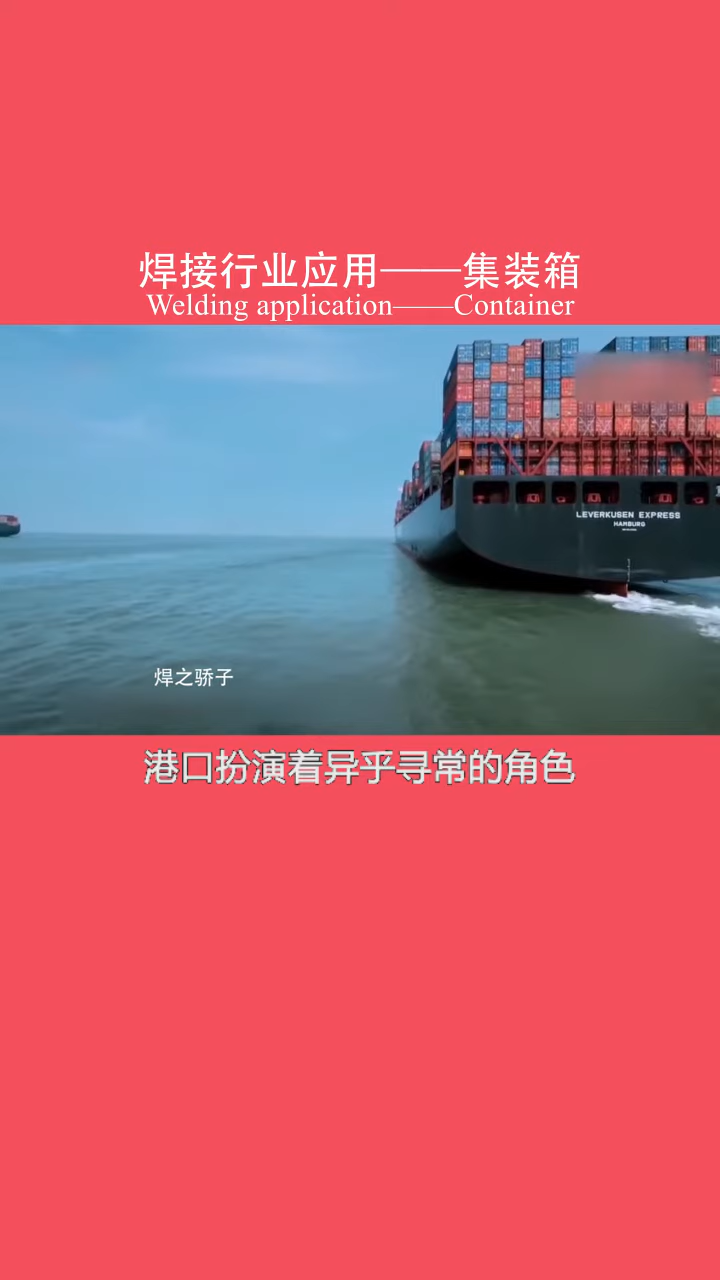 焊接行业应用——集装箱
Welding application——Container
LEVERKUSEN EXPRESS
HAMBURG
焊之骄子
港口扮演着异乎寻常的角色